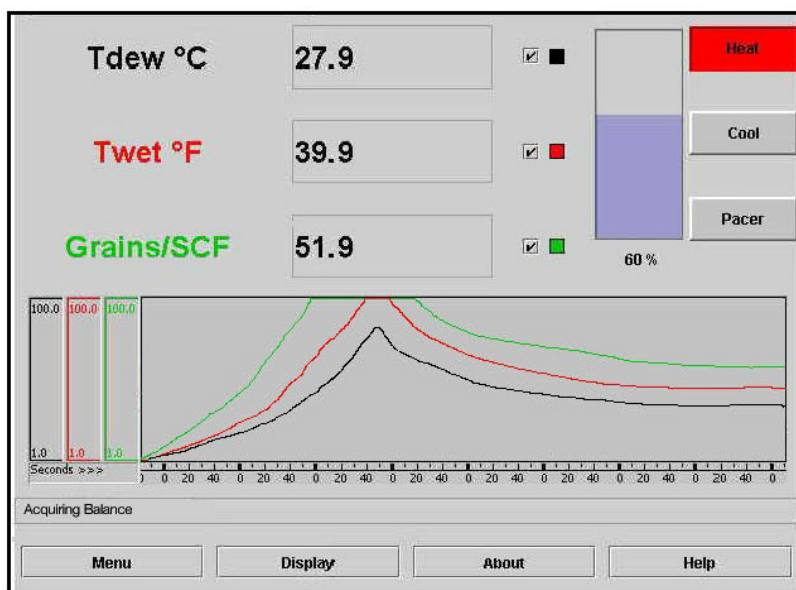 Tdew °C 27.9 Heat
Twet °F 39.9 Cool
Grains/SCF 51.9 Pacer
60 %
100.0 100.0 100.0
1.0 1.0 1.0
Seconds >>>
0 20 40 0 20 40 0 20 40 0 20 40 0 20 40 0 20 40 0 20 40 0 20 40 0
Acquiring Balance
Menu Display About Help